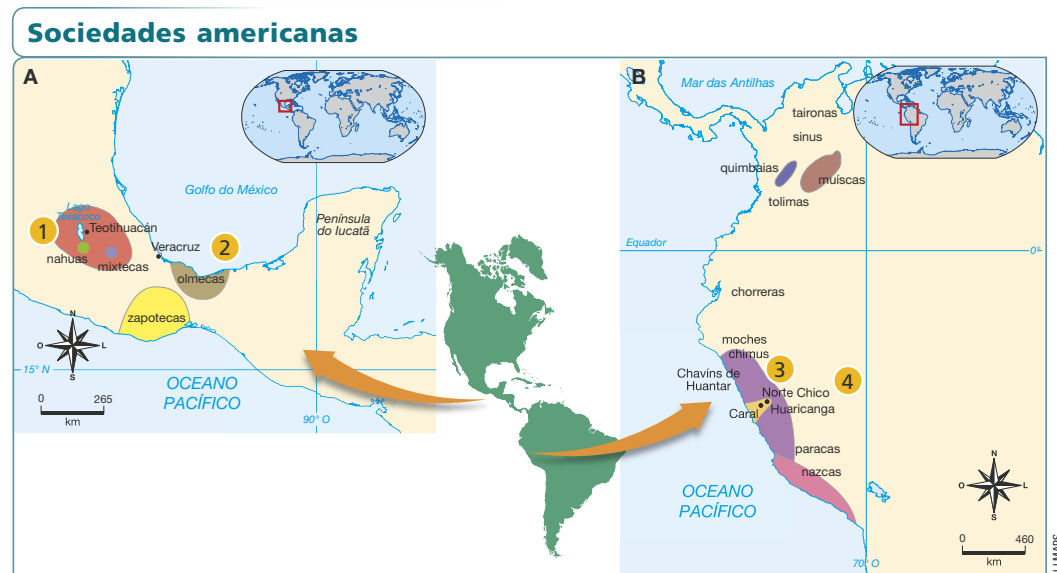 Sociedades americanas
A
Golfo do México
Lago
Texcoco
1
Teotihuacán
nahuas
mixtecas
Veracruz
2
olmecas
Península
do Iucatã
zapotecas
N
O
L
S
15° N
0
265
km
OCEANO
PACÍFICO
90° O
B
Mar das Antilhas
taironas
sinus
quimbaias
muíscas
tolimas
Equador
0º
chorreras
moches
chimus
Chavíns de
Huantar
3
4
Norte Chico
Caral
Huaricanga
paracas
nazcas
OCEANO
PACÍFICO
N
O
L
S
0
460
km
70° O